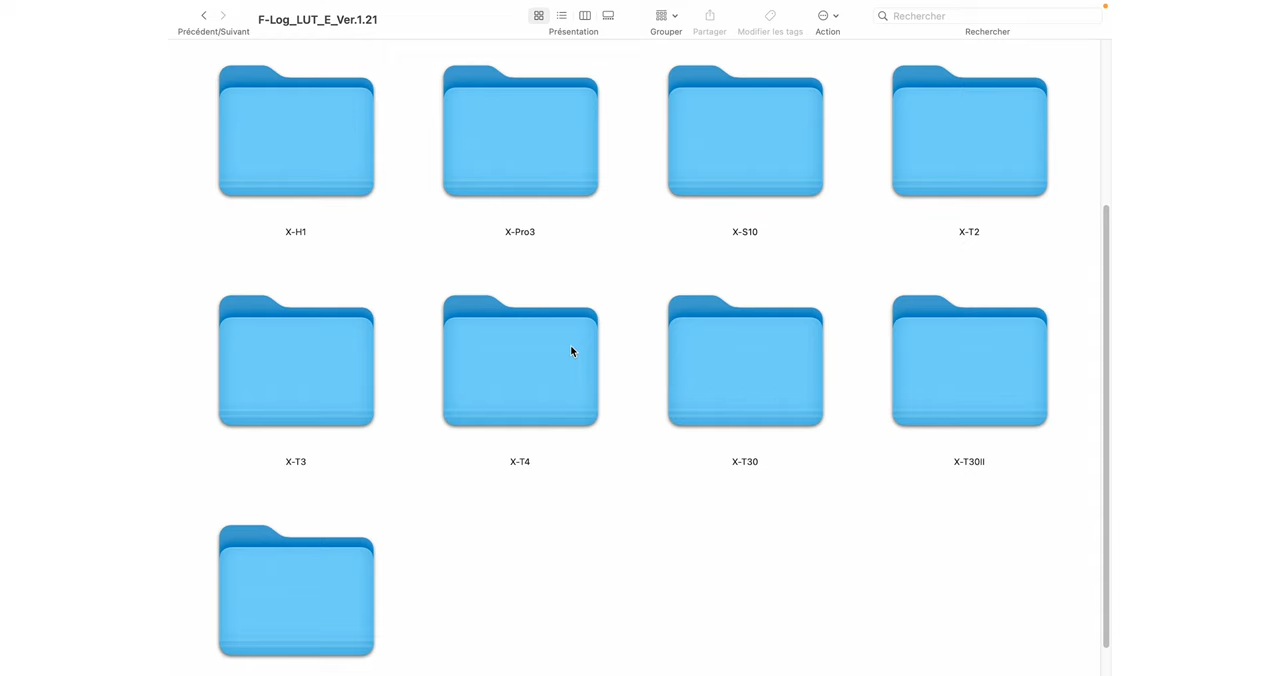 F-Log_LUT_E_Ver.1.21
Rechercher
Précédent/Suivant
Présentation
Grouper
Partager
Modifier les tags
Action
Rechercher
X-H1
X-Pro3
X-S10
X-T2
X-T3
X-T4
X-T30
X-T30II